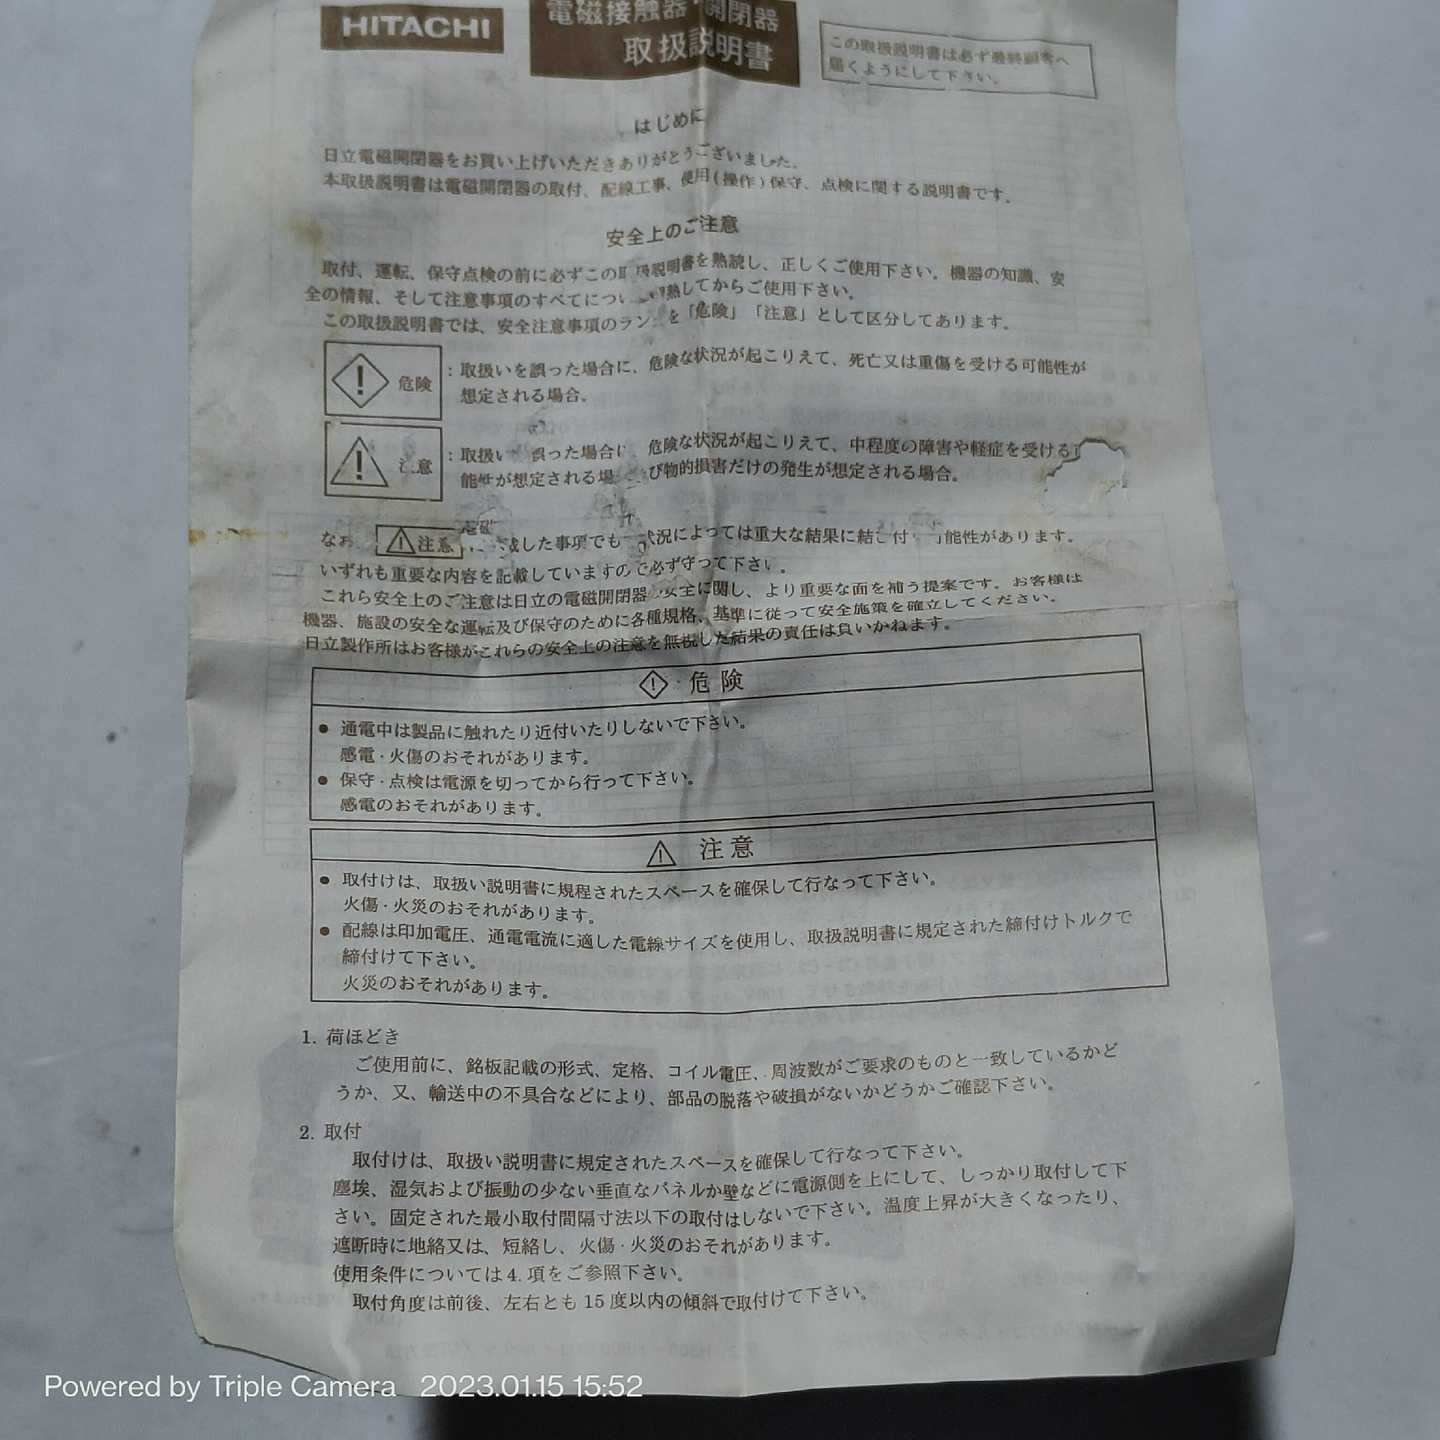 HITACHI
電磁接触器・開閉器
取扱説明書
この取扱説明書は必ず最終顧客へ
届くようにして下さい。
はじめに
日立電磁開閉器をお買い上げいただきありがとうございました。
本取扱説明書は電磁開閉器の取付、配線工事、使用(操作)保守、点検に関する説明書です。
安全上のご注意
取付、運転、保守点検の前に必ずこの取扱説明書を熟読し、正しくご使用下さい。機器の知識、安
全の情報、そして注意事項のすべてについ熟してからご使用下さい。
この取扱説明書では、安全注意事項のランを「危険」「注意」として区分してあります。
危険
:取扱いを誤った場合に、危険な状況が起こりえて、死亡又は重傷を受ける可能性が
想定される場合。
注意
:取扱い 誤った場合に 危険な状況が起こりえて、中程度の障害や軽症を受ける
能性が想定される場 び物的損害だけの発生が想定される場合。
なお 注意 載した事項でも 状況によっては重大な結果に結 付 可能性があります。
いずれも重要な内容を記載していますので必ず守って下さい。
これら安全上のご注意は日立の電磁開閉器 安全に関し、より重要な面を補う提案です。お客様は
機器、施設の安全な運転及び保守のために各種規格、基準に従って安全施策を確立してください。
日立製作所はお客様がこれらの安全上の注意を無視した結果の責任は負いかねます。
危険
● 通電中は製品に触れたり近付いたりしないで下さい。
感電・火傷のおそれがあります。
● 保守・点検は電源を切ってから行って下さい。
感電のおそれがあります。
注意
● 取付けは、取扱い説明書に規程されたスペースを確保して行なって下さい。
火傷・火災のおそれがあります。
● 配線は印加電圧、通電電流に適した電線サイズを使用し、取扱説明書に規定された締付けトルクで
締付けて下さい。
火災のおそれがあります。
1. 荷ほどき
ご使用前に、銘板記載の形式、定格、コイル電圧、周波数がご要求のものと一致しているかど
うか、又、輸送中の不具合などにより、部品の脱落や破損がないかどうかご確認下さい。
2. 取付
取付けは、取扱い説明書に規定されたスペースを確保して行なって下さい。
塵埃、湿気および振動の少ない垂直なパネルか壁などに電源側を上にして、しっかり取付して下
さい。固定された最小取付間隔寸法以下の取付はしないで下さい。温度上昇が大きくなったり、
遮断時に地絡又は、短絡し、火傷・火災のおそれがあります。
使用条件については4.項をご参照下さい。
取付角度は前後、左右とも15度以内の傾斜で取付けて下さい。
Powered by Triple Camera 2023.01.15 15:52